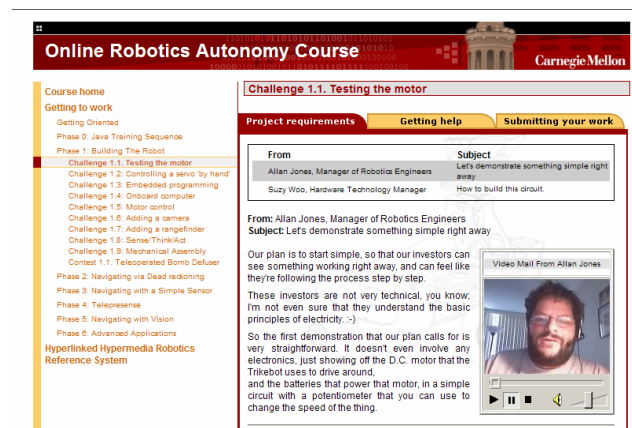 Online Robotics Autonomy Course
Carnegie Mellon
Course home
Getting to work
Getting Oriented
Phase 0: Java Training Sequence
Phase 1: Building The Robot
Challenge 1.1. Testing the motor
Challenge 1.2: Controlling a servo 'by hand'
Challenge 1.3: Embedded programming
Challenge 1.4: Onboard computer
Challenge 1.5: Motor control
Challenge 1.6: Adding a camera
Challenge 1.7: Adding a rangefinder
Challenge 1.8: Sense/Think/Act
Challenge 1.9: Mechanical Assembly
Contest 1.1. Teleoperated Bomb Defuser
Phase 2: Navigating via Dead reckoning
Phase 3: Navigating with a Simple Sensor
Phase 4: Telepresense
Phase 5: Navigating with Vision
Phase 6: Advanced Applications
Hyperlinked Hypermedia Robotics
Reference System
Challenge 1.1. Testing the motor
Project requirements
Getting help
Submitting your work
From Subject
Allan Jones, Manager of Robotics Engineers Let's demonstrate something simple right
away
Suzy Woo, Hardware Technology Manager How to build this circuit.
From: Allan Jones, Manager of Robotics Engineers
Subject: Let's demonstrate something simple right away
Our plan is to start simple, so that our investors can
see something working right away, and can feel like
they're following the process step by step.
These investors are not very technical, you know;
I'm not even sure that they understand the basic
principles of electricity. :-)
So the first demonstration that our plan calls for is
very straightforward. It doesn't even involve any
electronics, just showing off the D.C. motor that the
Trikebot uses to drive around,
and the batteries that power that motor, in a simple
circuit with a potentiometer that you can use to
change the speed of the thing.
Video Mail From Allan Jones